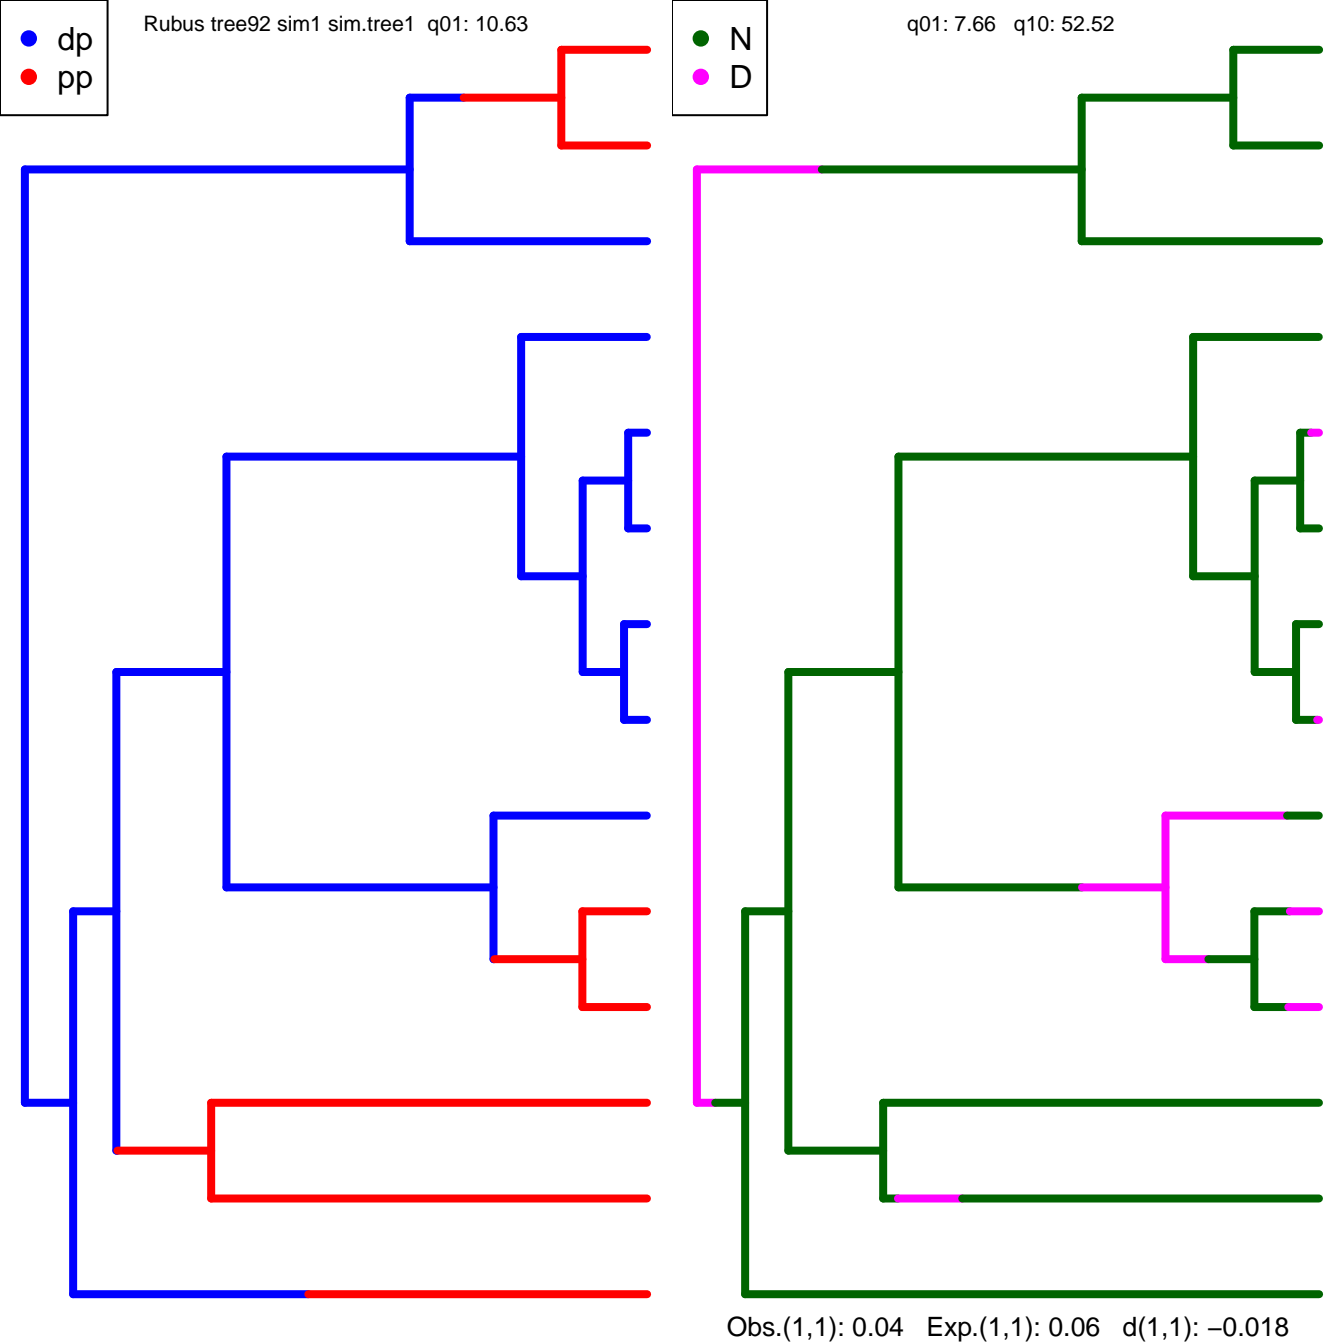 dp
pp
Rubus tree92 sim1 sim.tree1 q01: 10.63
N
D
q01: 7.66 q10: 52.52
Obs.(1,1): 0.04 Exp.(1,1): 0.06 d(1,1): −0.018